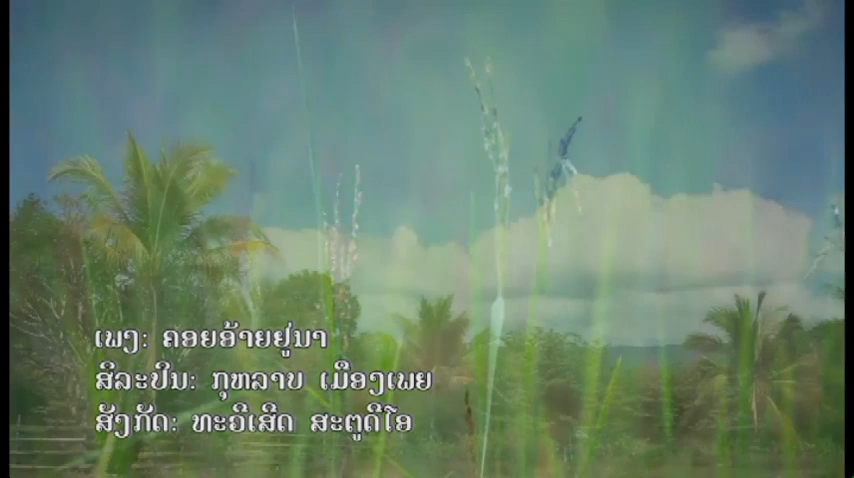 ເພງ: ຄອຍອ້າຍຢູ່ນາ
ສິລະປິນ: ກຸຫລາບ ເມືອງເພຍ
ສັງກັດ: ທະວີເສີດ ສະຕູດີໂອ